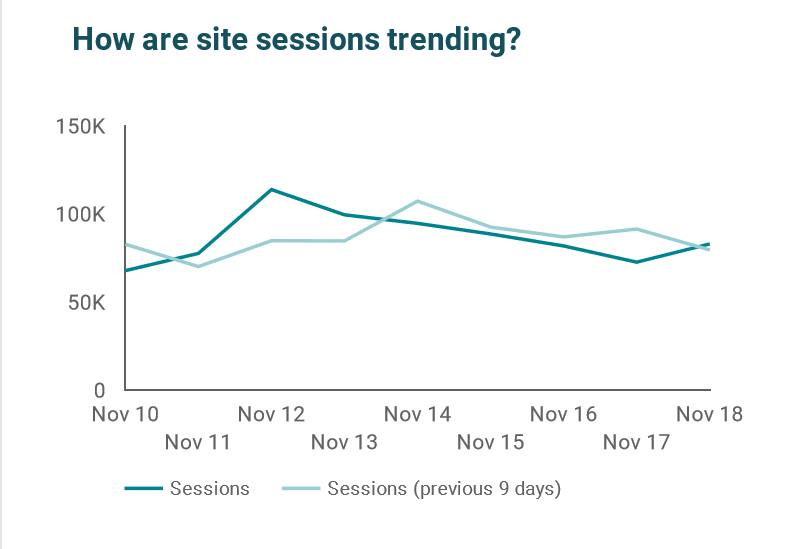 How are site sessions trending?
150K
100K
50K
0
Nov 10 Nov 12 Nov 14 Nov 16 Nov 18
Nov 11 Nov 13 Nov 15 Nov 17
Sessions Sessions (previous 9 days)